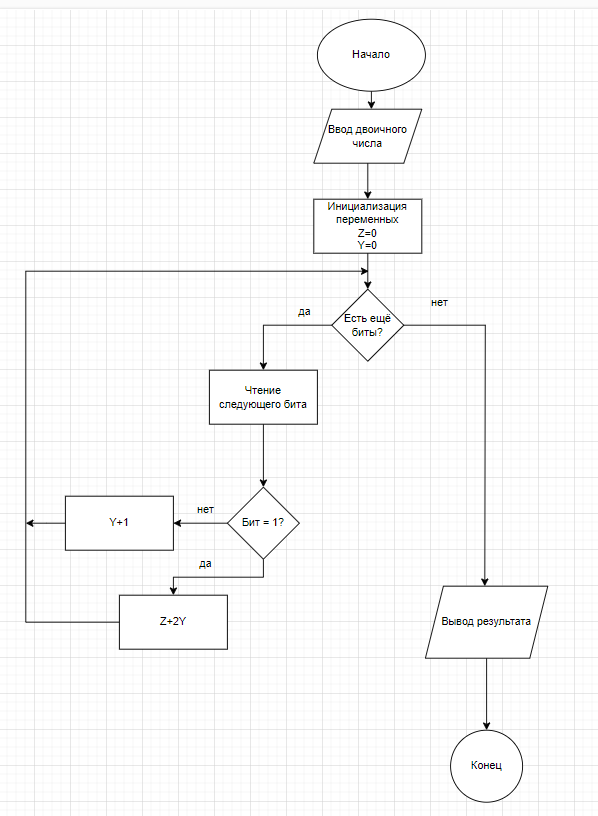 Начало
Ввод двоичного
числа
Инициализация
переменных
Z=0
Y=0
Есть ещё
биты?
да
нет
Чтение
следующего бита
Бит = 1?
нет
Y+1
да
Z+2Y
Вывод результата
Конец